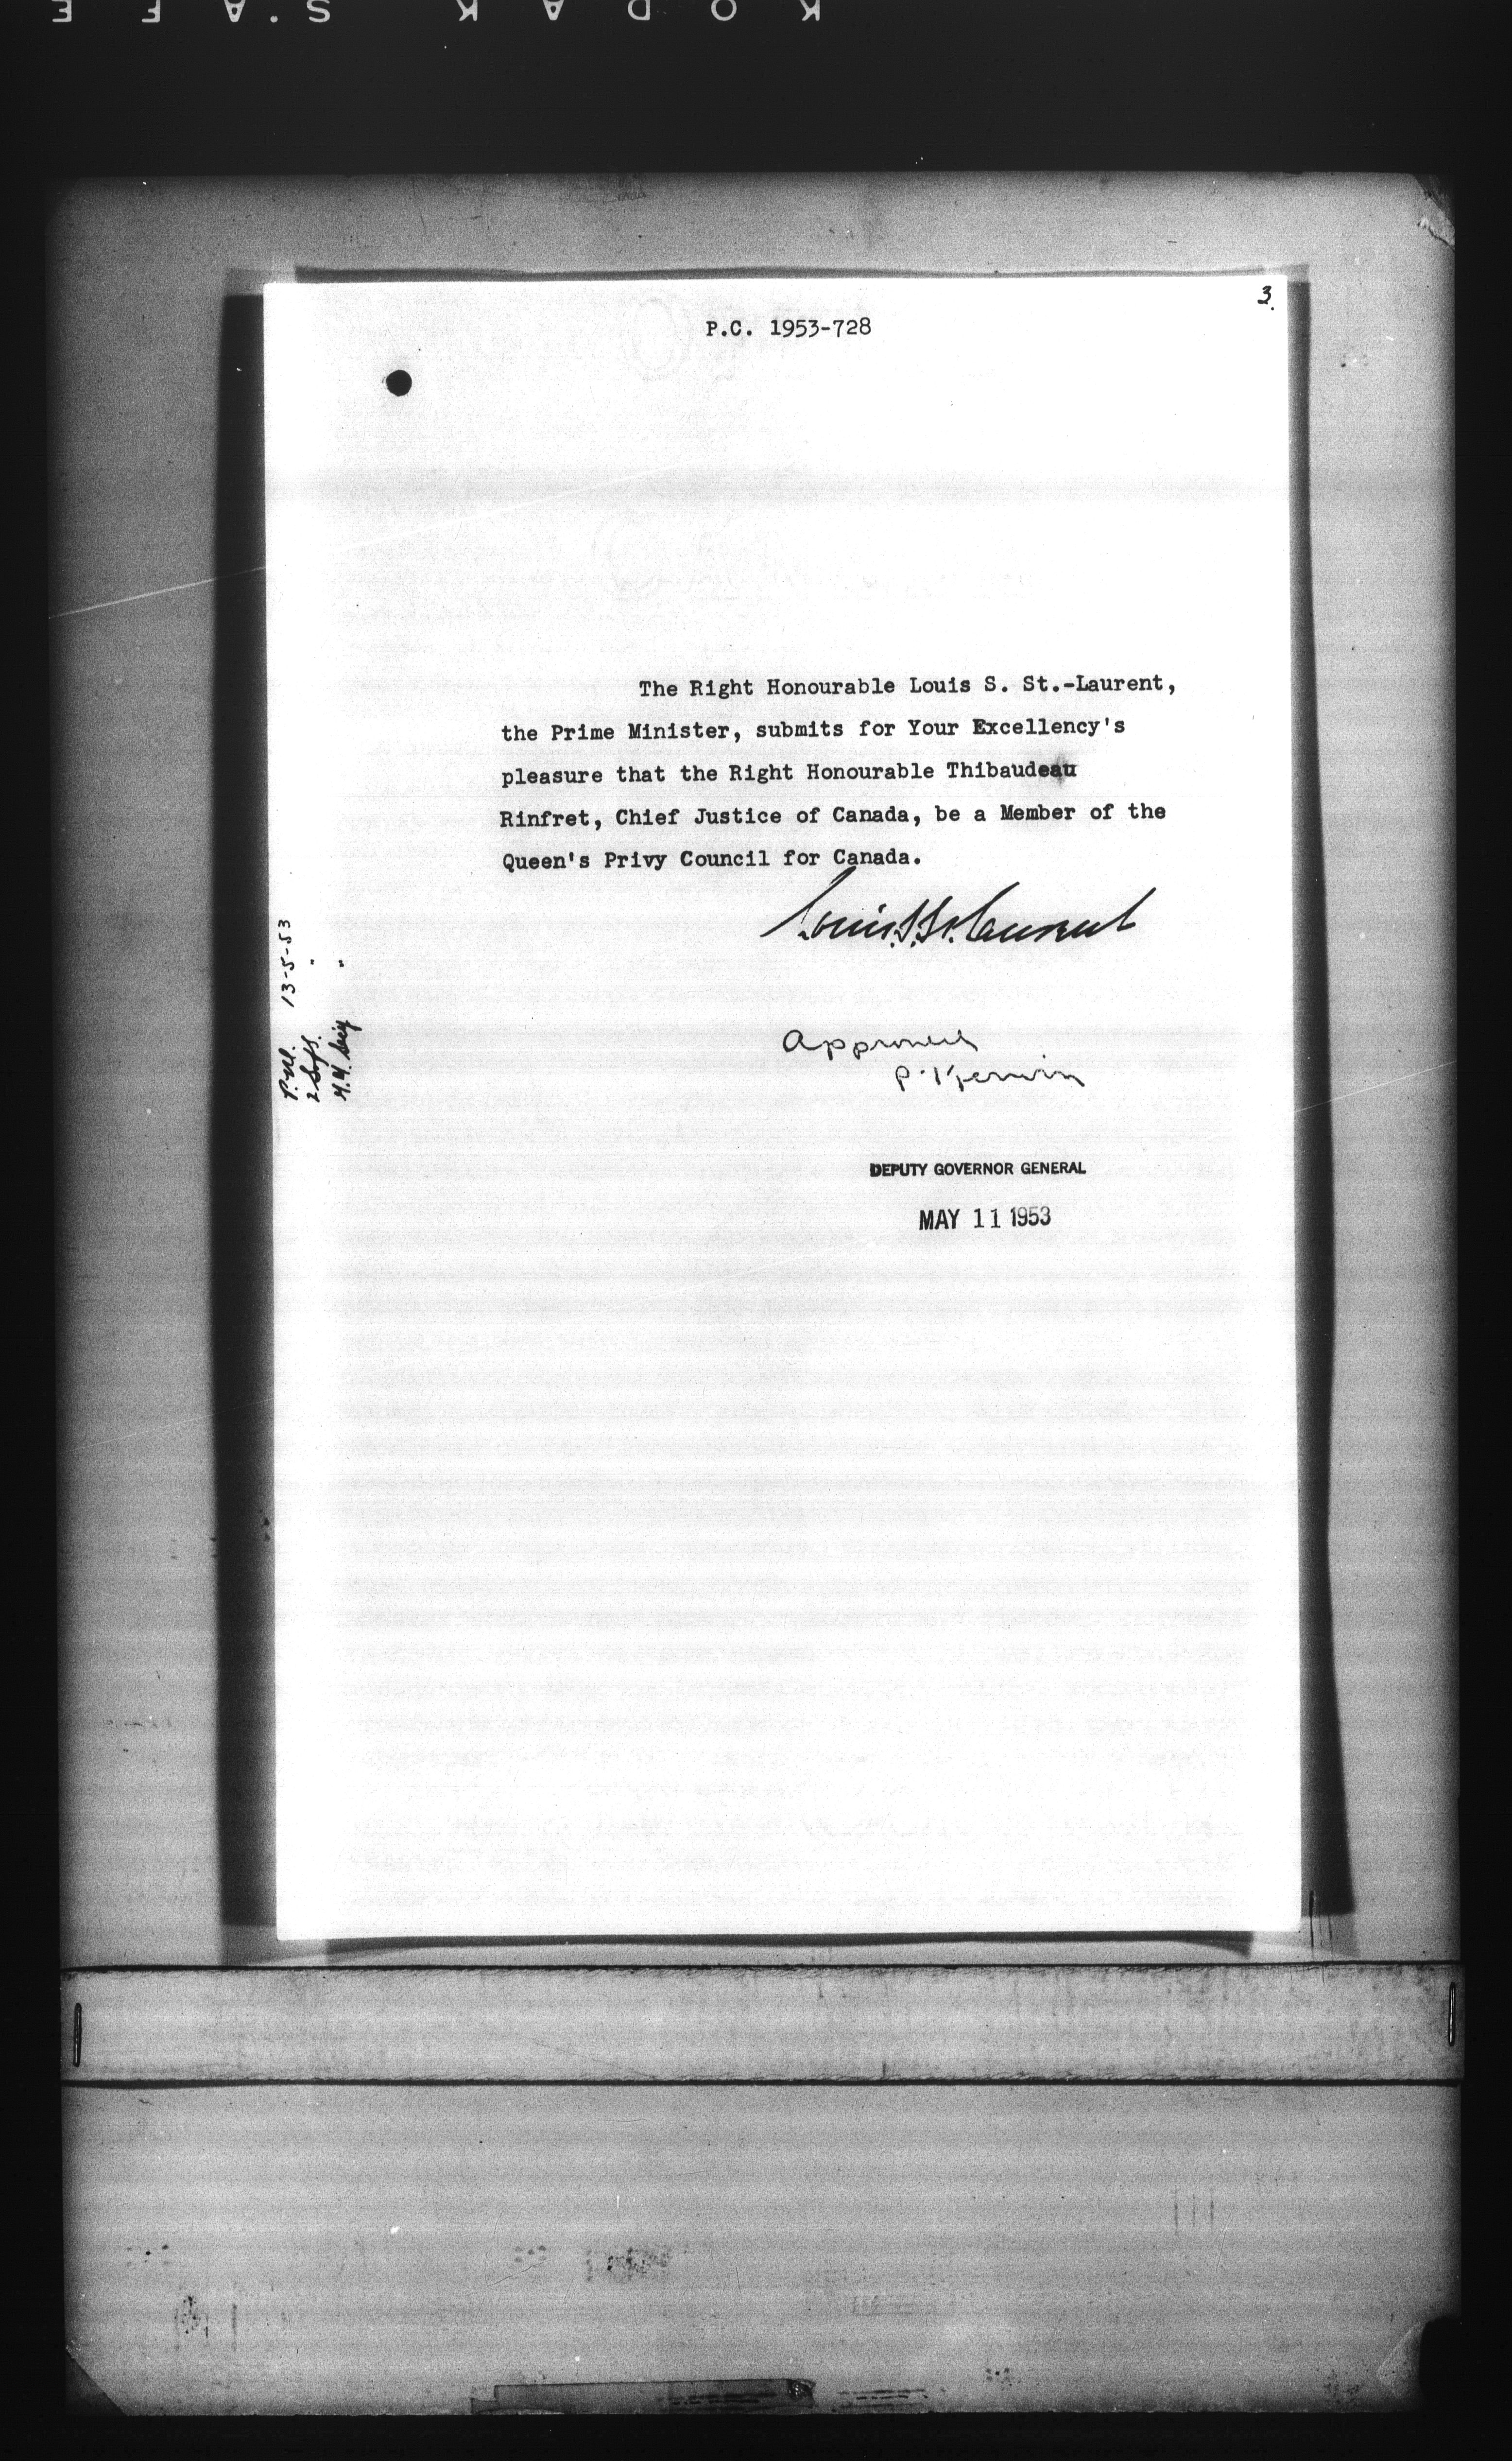 KODAK S.AFE
3.
P.C. 1953-728
The Right Honourable Louis S. St.-Laurent,
the Prime Minister, submits for Your Excellency's
pleasure that the Right Honourable Thibaudeau
Rinfret, Chief Justice of Canada, be a Member of the
Queen's Privy Council for Canada.
Louis S. St. Laurent
Approved
P. Kerwin
DEPUTY GOVERNOR GENERAL
MAY 11 1953
P.M. 13-5-53